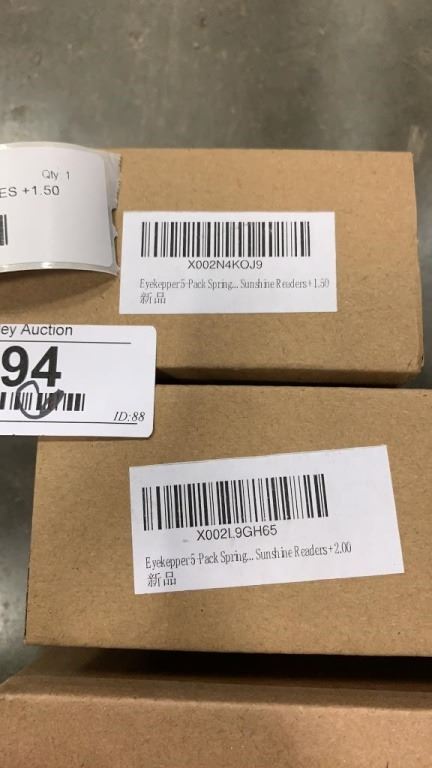 Qty: 1
ES +1.50
X002N4KOJ9
Eyekepper 5-Pack Spring... Sunshine Readers +1.50
新品
ey Auction
94
ID:88
X002L9GH65
Eyekepper 5-Pack Spring... Sunshine Readers +2.00
新品